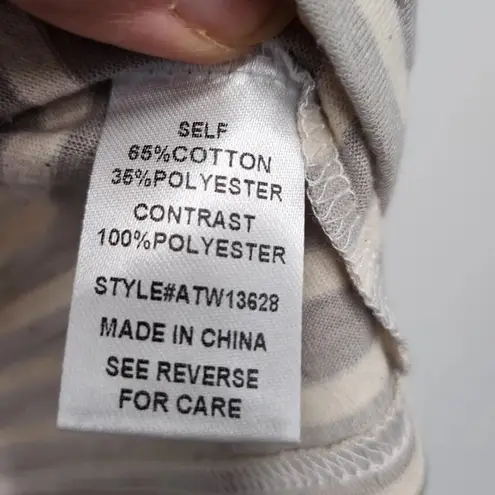 SELF
65%COTTON
35%POLYESTER
CONTRAST
100%POLYESTER
STYLE#ATW13628
MADE IN CHINA
SEE REVERSE
FOR CARE